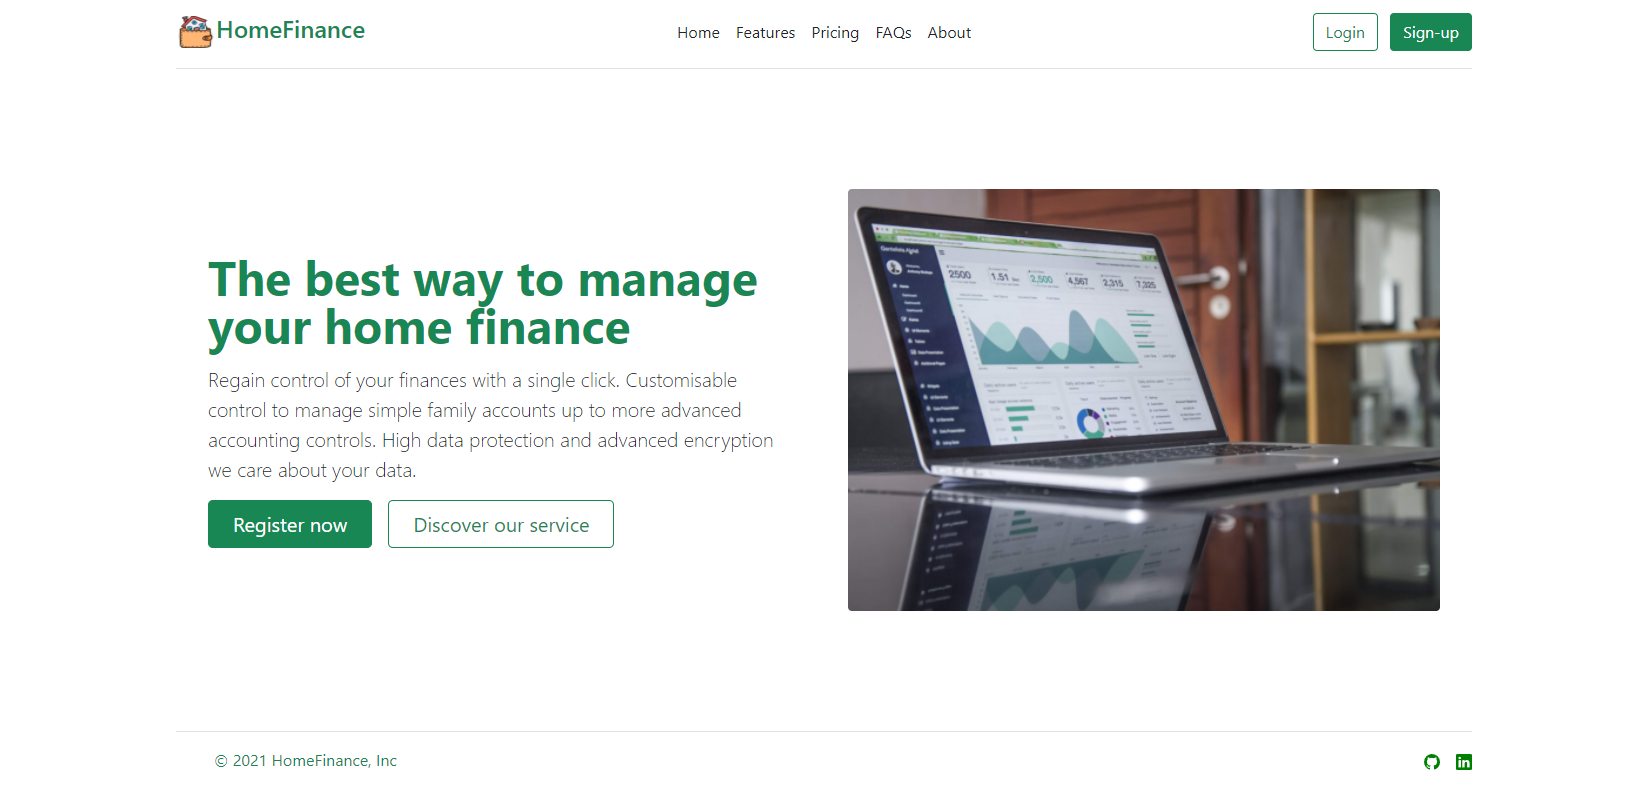 HomeFinance
Home Features Pricing FAQs About
Login Sign-up
The best way to manage
your home finance
Regain control of your finances with a single click. Customisable
control to manage simple family accounts up to more advanced
accounting controls. High data protection and advanced encryption
we care about your data.
Register now Discover our service
2500 1.51 2,500 4,567 2,315 7,325
© 2021 HomeFinance, Inc